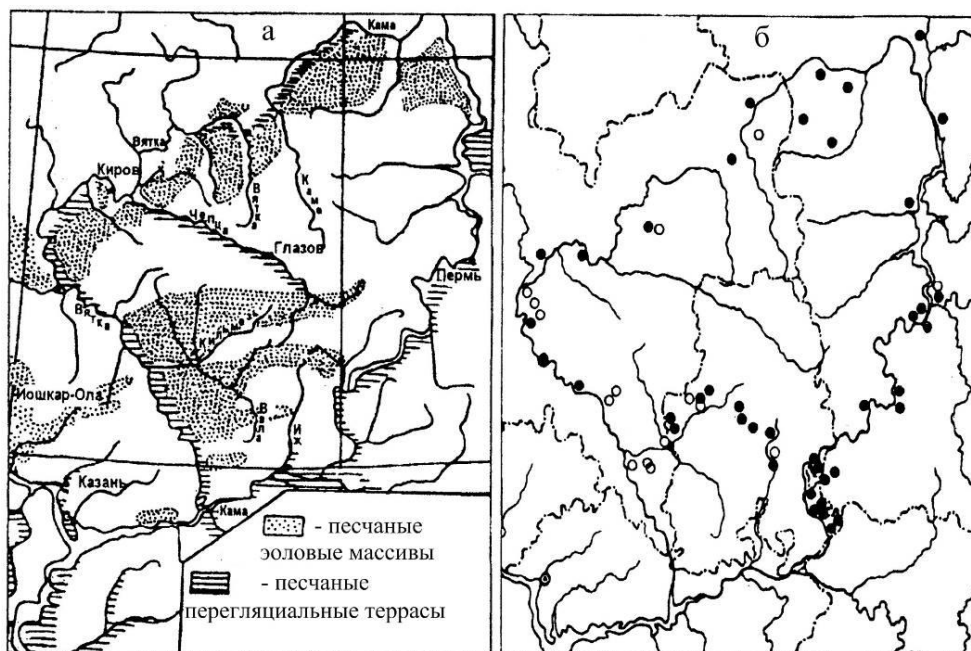 а
Кама
б
Вятка
Киров
Вятка
Кама
Чепца
Глазов
Пермь
Вятка
Кильмезь
Йошкар-Ола
Вала
Иж
Казань
Кама
- песчаные
эоловые массивы
- песчаные
перегляциальные террасы